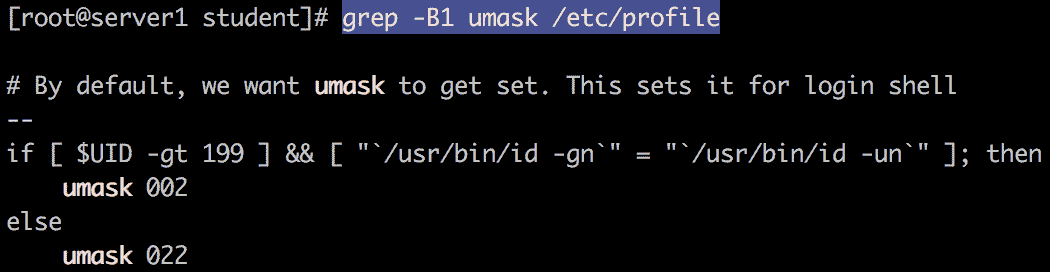 [root@server1 student]# grep -B1 umask /etc/profile
# By default, we want umask to get set. This sets it for login shell
--
if [ $UID -gt 199 ] && [ "`/usr/bin/id -gn`" = "`/usr/bin/id -un`" ]; then
    umask 002
else
    umask 022